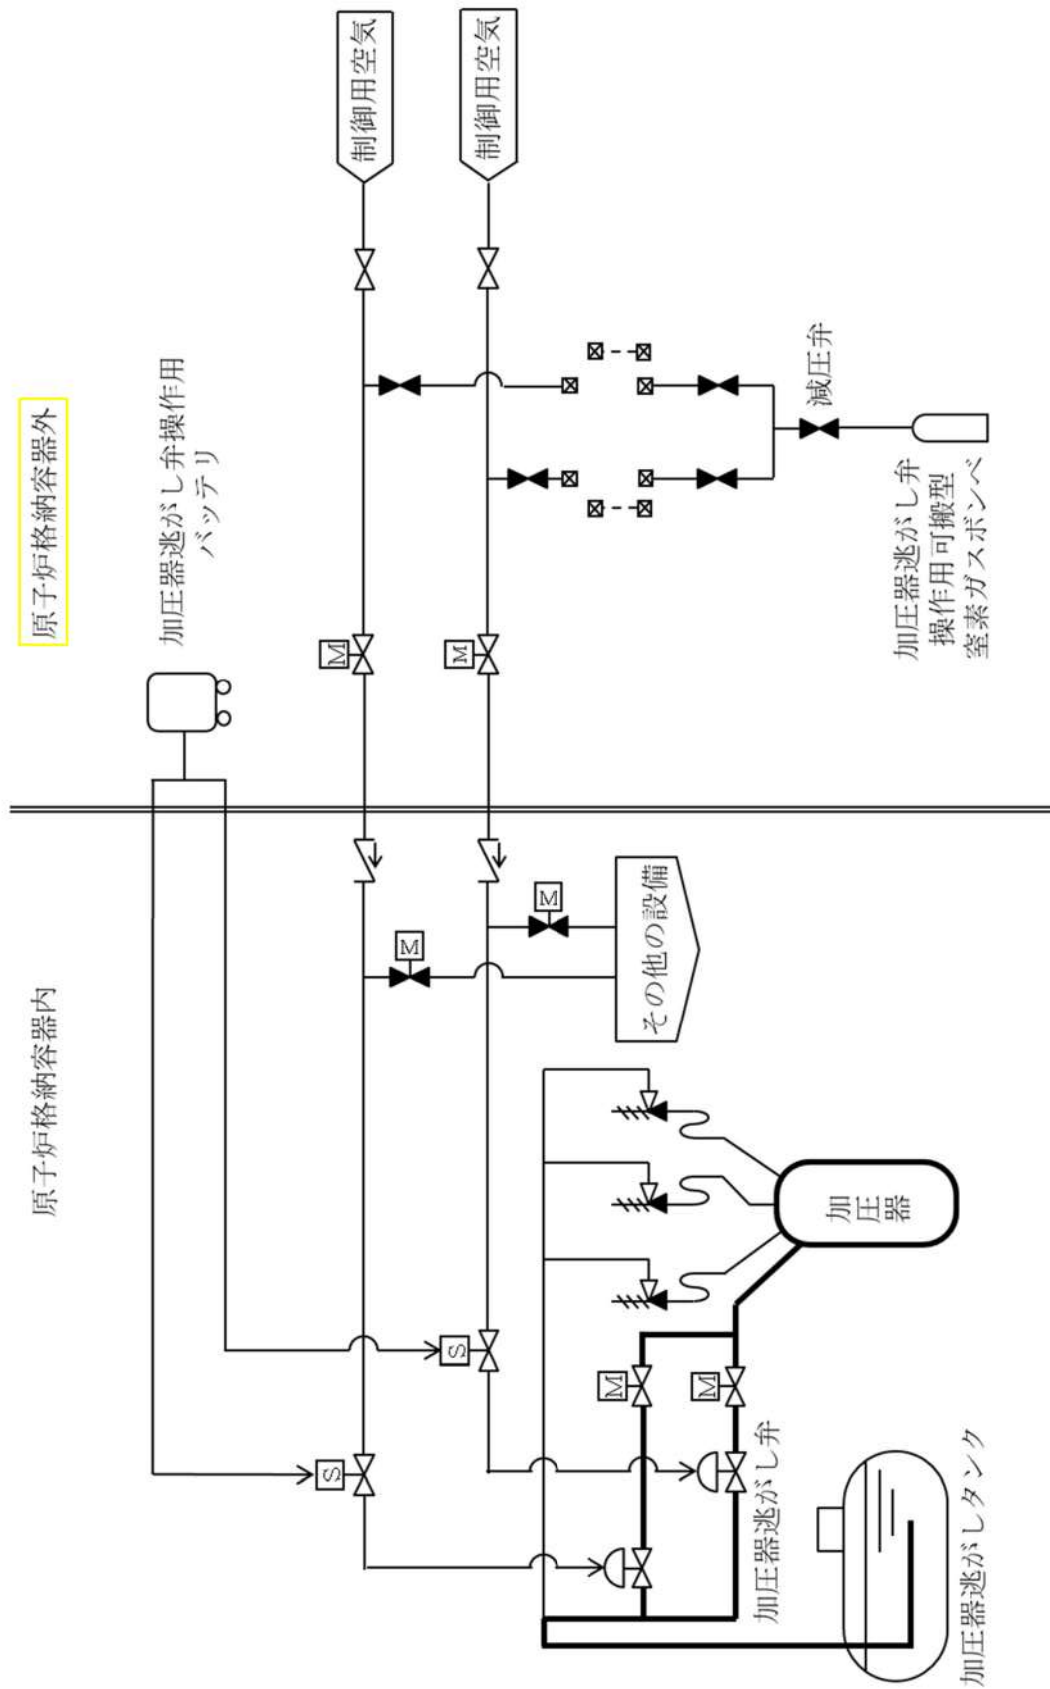 原子炉格納容器内
原子炉格納容器外
加圧器逃がし弁操作用
バッテリ
制御用空気
制御用空気
M
M
M
M
S
S
M
M
その他の設備
減圧弁
加圧器逃がし弁
操作用可搬型
窒素ガスボンベ
加圧器
加圧器逃がし弁
加圧器逃がしタンク